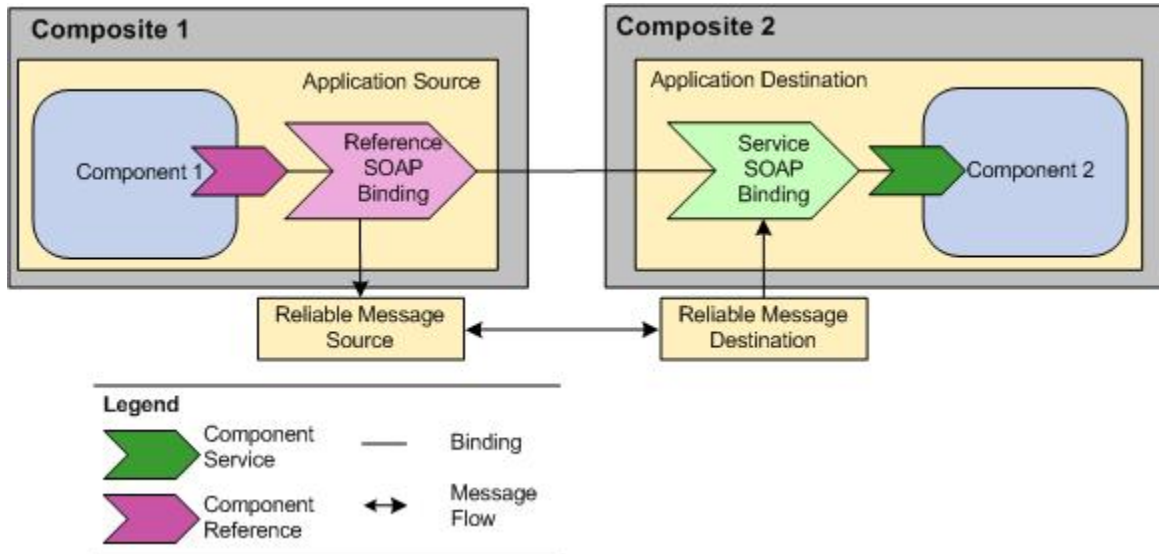 Composite 1
Application Source
Component 1
Reference
SOAP
Binding
Composite 2
Application Destination
Service
SOAP
Binding
Component 2
Reliable Message
Source
Reliable Message
Destination
Legend
Component
Service
Binding
Component
Reference
Message
Flow